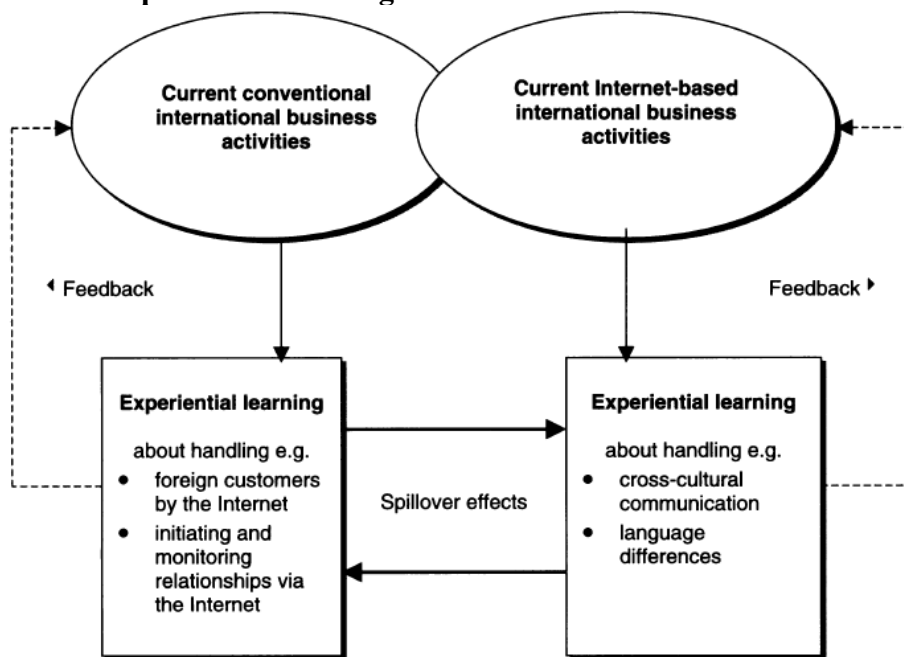 Current conventional
international business
activities
Current Internet-based
international business
activities
Feedback
Feedback
Experiential learning
about handling e.g.
• foreign customers
by the Internet
• initiating and
monitoring
relationships via
the Internet
Spillover effects
Experiential learning
about handling e.g.
• cross-cultural
communication
• language
differences